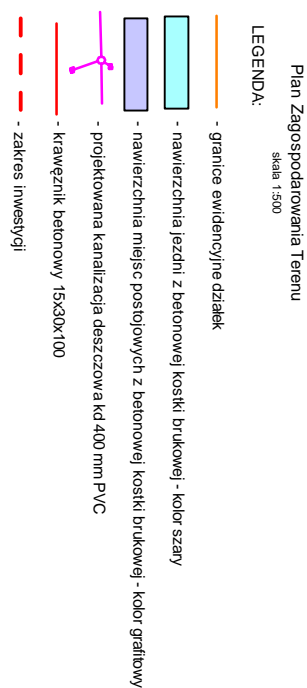 Plan Zagospodarowania Terenu
skala 1:500
LEGENDA:
- granice ewidencyjne działek
- nawierzchnia jezdni z betonowej kostki brukowej - kolor szary
- nawierzchnia miejsc postojowych z betonowej kostki brukowej - kolor grafitowy
- projektowana kanalizacja deszczowa kd 400 mm PVC
- krawężnik betonowy 15x30x100
- zakres inwestycji